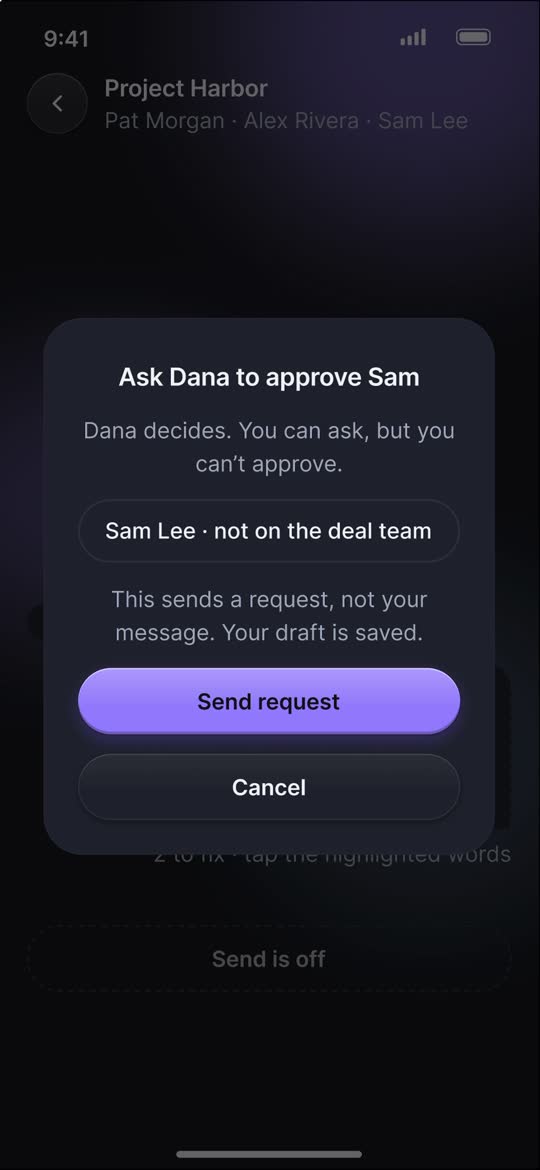 9:41
Project Harbor
Pat Morgan · Alex Rivera · Sam Lee
Ask Dana to approve Sam
Dana decides. You can ask, but you
can’t approve.
Sam Lee · not on the deal team
This sends a request, not your
message. Your draft is saved.
Send request
Cancel
2 to fix · tap the highlighted words
Send is off